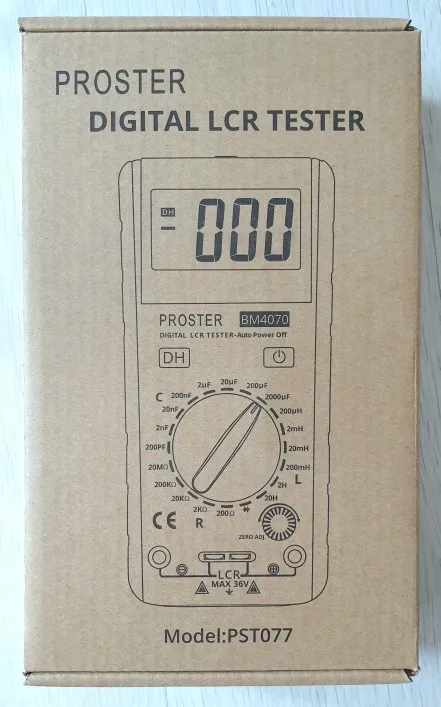 PROSTER
DIGITAL LCR TESTER
DH
000
PROSTER BM4070
DIGITAL LCR TESTER-Auto Power Off
DH
2μF 20μF 200μF
C 200nF 2000μF
20nF 200μH
2nF 2mH
200PF 20mH
20MΩ 200mH
200KΩ 2H L
20KΩ 20H
2KΩ 200Ω
CE R
ZERO ADJ
LCR
MAX 36V
Model:PST077